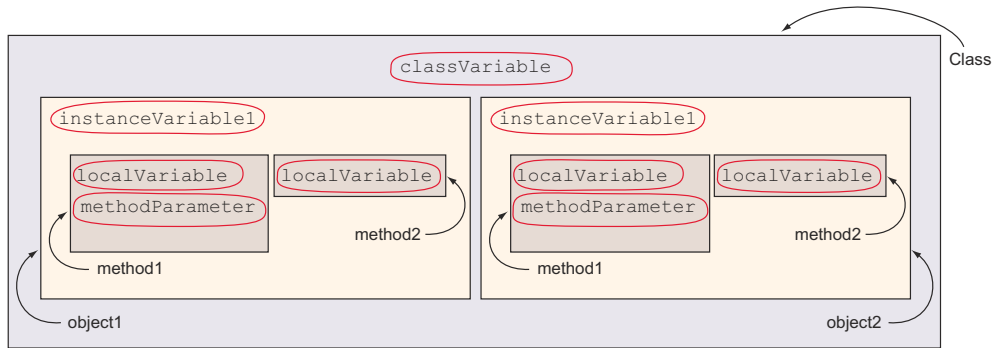 Class
classVariable
instanceVariable1
instanceVariable1
localVariable
localVariable
localVariable
localVariable
methodParameter
methodParameter
method2
method2
method1
method1
object1
object2